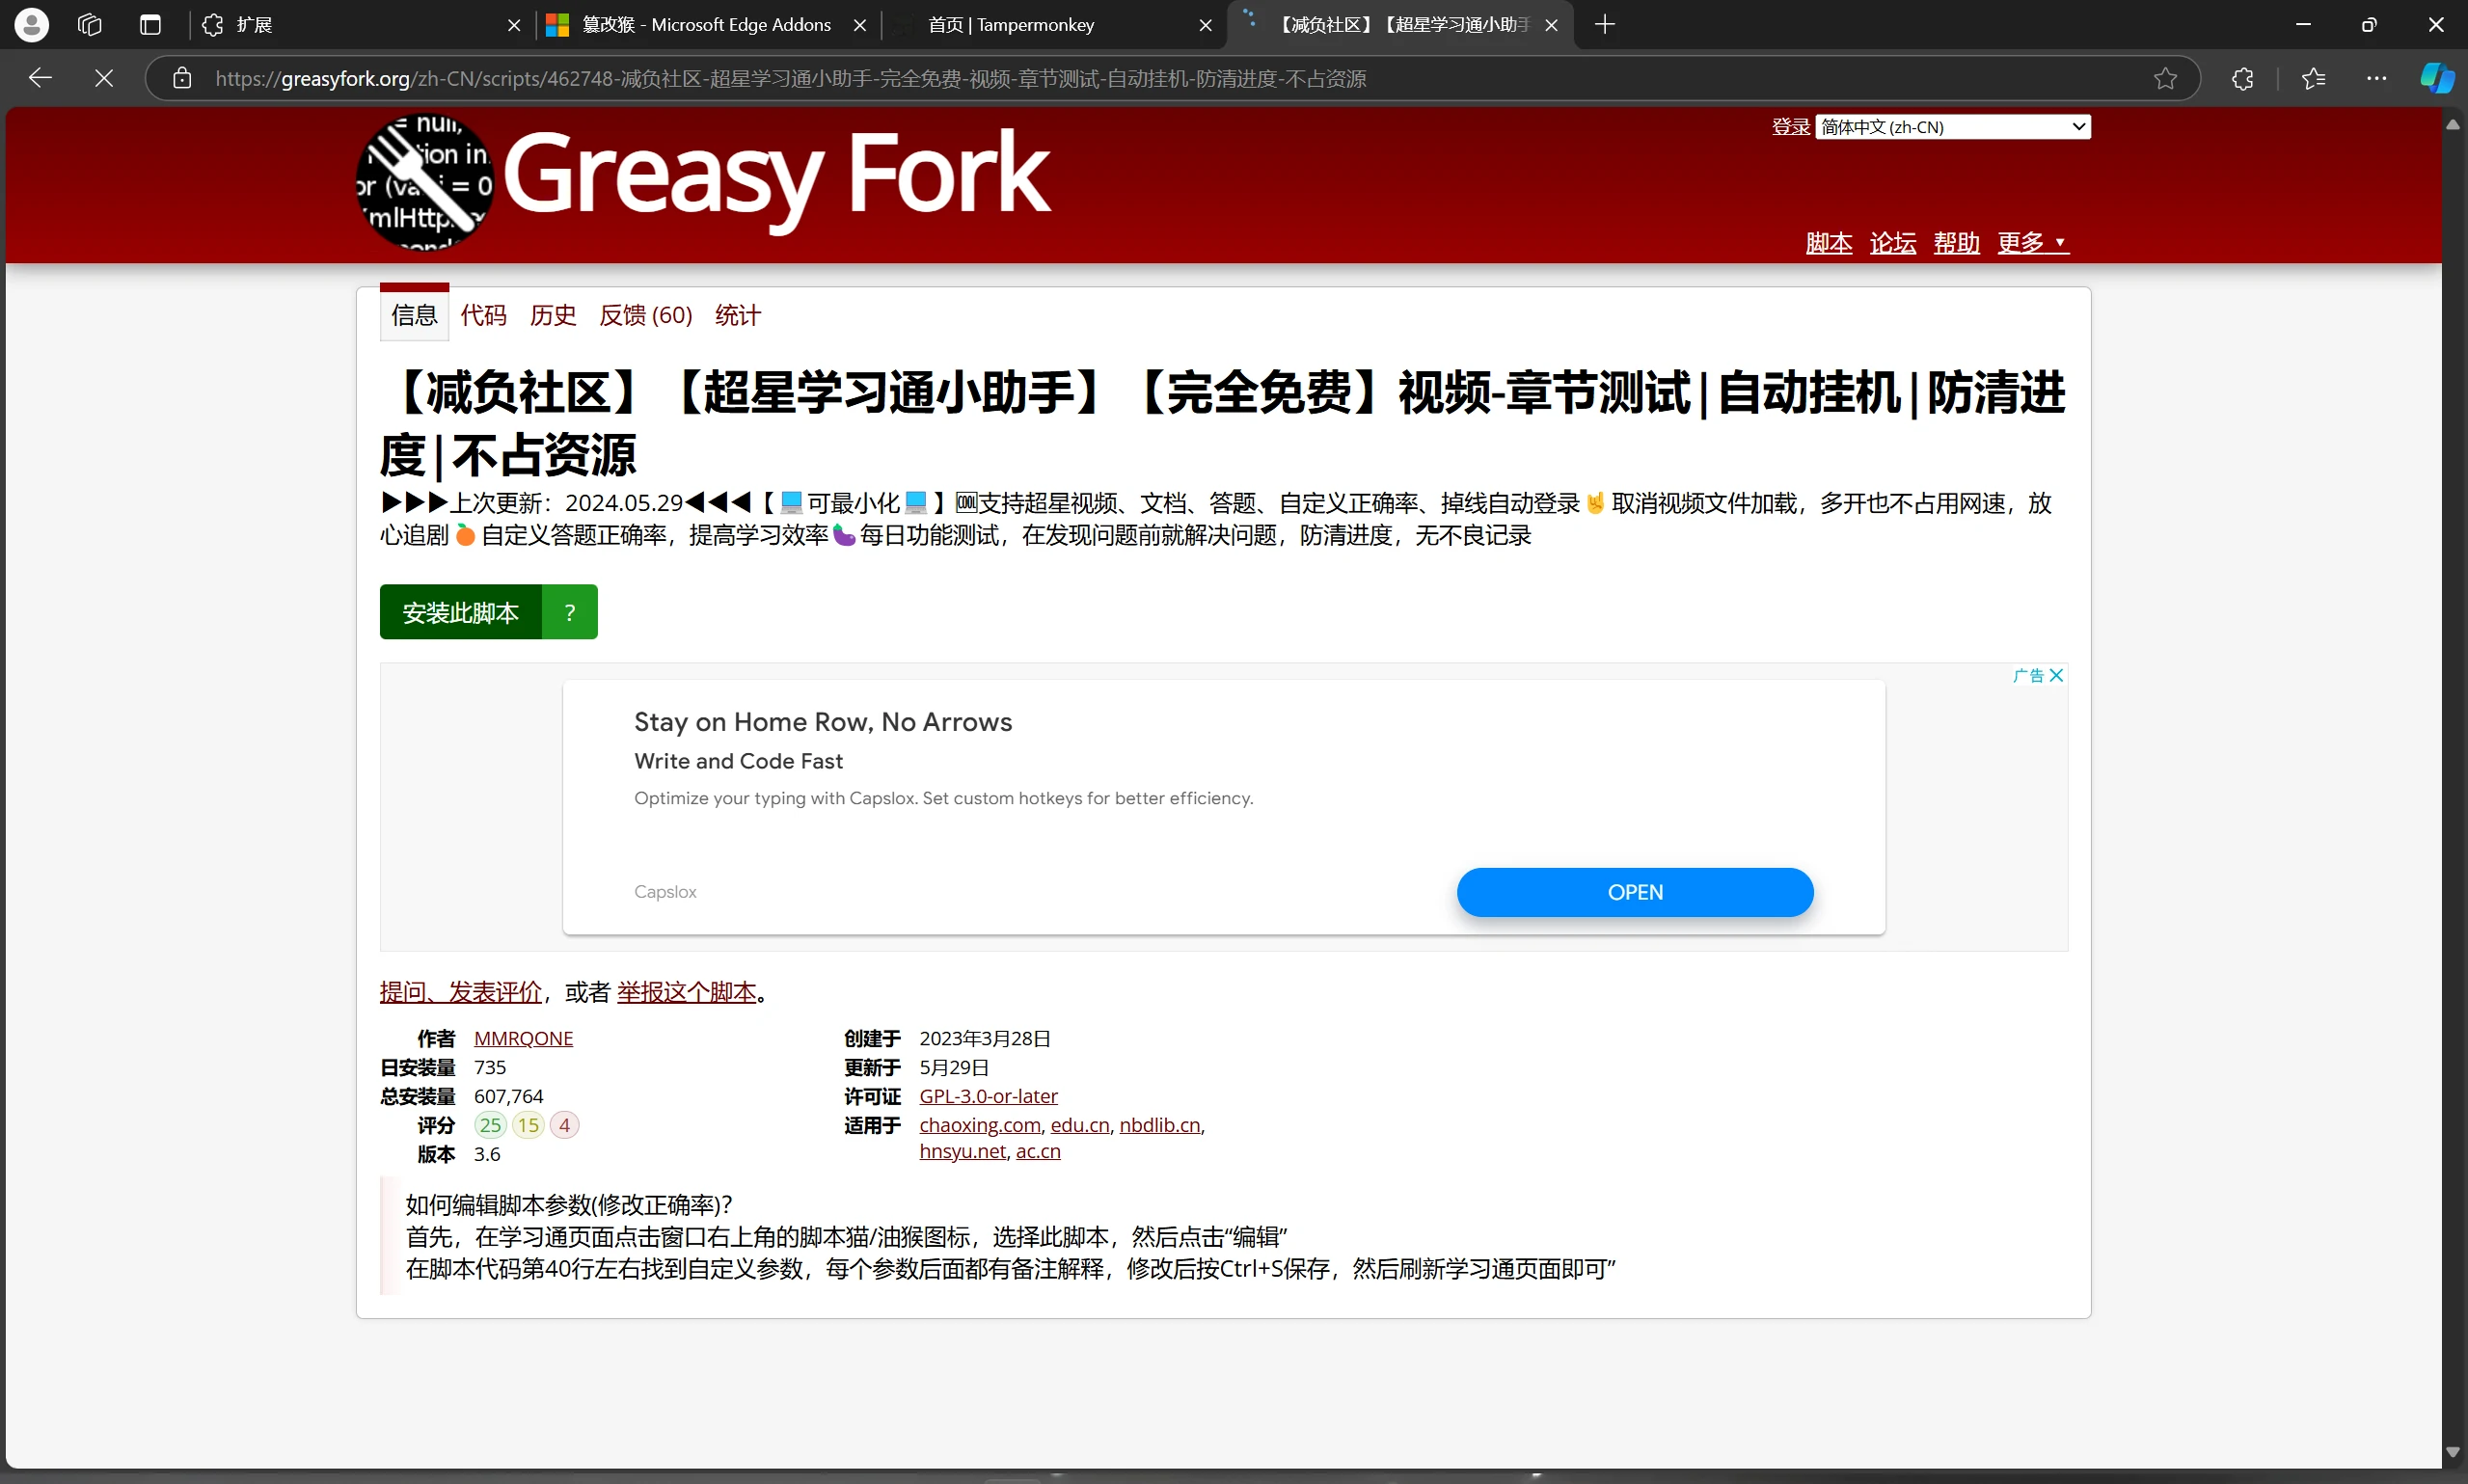 扩展
篡改猴 - Microsoft Edge Addons
首页 | Tampermonkey
【减负社区】【超星学习通小助手
https://greasyfork.org/zh-CN/scripts/462748-减负社区-超星学习通小助手-完全免费-视频-章节测试-自动挂机-防清进度-不占资源
= null,
Greasy Fork
登录
简体中文 (zh-CN)
脚本 论坛 帮助 更多 ▼
信息 代码 历史 反馈 (60) 统计
【减负社区】【超星学习通小助手】【完全免费】视频-章节测试|自动挂机|防清进
度|不占资源
▶▶▶上次更新：2024.05.29◀◀◀【💻可最小化💻】🆒支持超星视频、文档、答题、自定义正确率、掉线自动登录🤘取消视频文件加载，多开也不占用网速，放
心追剧🍊自定义答题正确率，提高学习效率🍆每日功能测试，在发现问题前就解决问题，防清进度，无不良记录
安装此脚本 ?
广告
Stay on Home Row, No Arrows
Write and Code Fast
Optimize your typing with Capslox. Set custom hotkeys for better efficiency.
Capslox
OPEN
提问、发表评价，或者 举报这个脚本。
作者 MMRQONE
日安装量 735
总安装量 607,764
评分 25 15 4
版本 3.6
创建于 2023年3月28日
更新于 5月29日
许可证 GPL-3.0-or-later
适用于 chaoxing.com, edu.cn, nbdlib.cn,
hnsyu.net, ac.cn
如何编辑脚本参数(修改正确率)？
首先，在学习通页面点击窗口右上角的脚本猫/油猴图标，选择此脚本，然后点击“编辑”
在脚本代码第40行左右找到自定义参数，每个参数后面都有备注解释，修改后按Ctrl+S保存，然后刷新学习通页面即可”